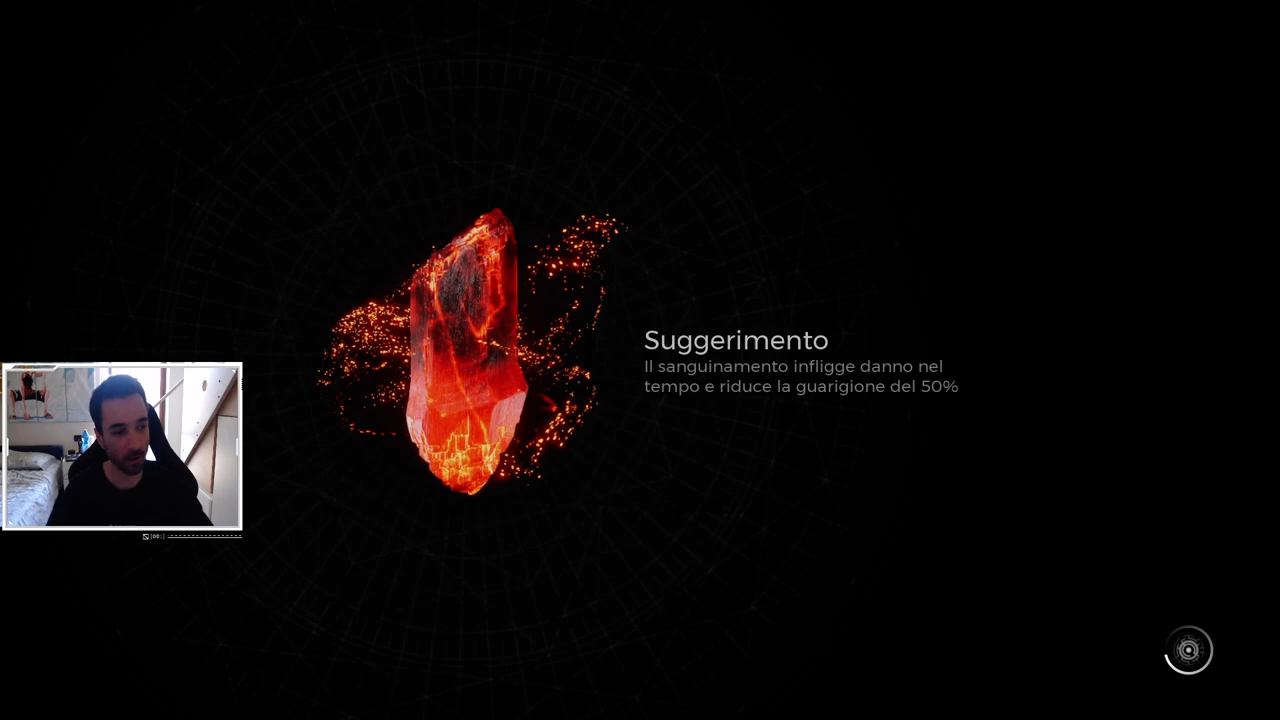 Suggerimento
Il sanguinamento infligge danno nel
tempo e riduce la guarigione del 50%